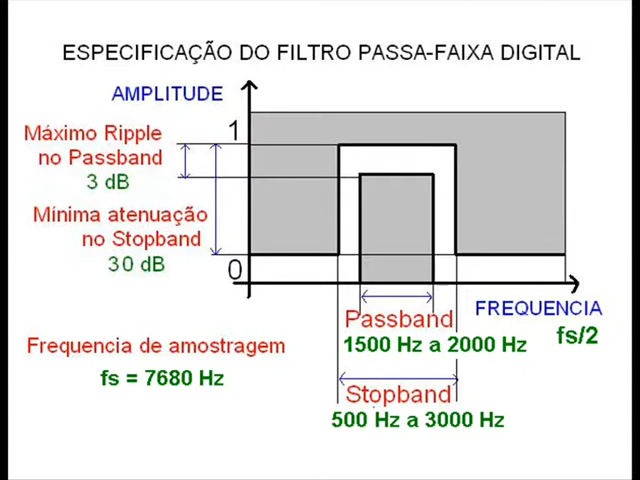 ESPECIFICAÇÃO DO FILTRO PASSA-FAIXA DIGITAL
AMPLITUDE
1
Máximo Ripple
no Passband
3 dB
Mínima atenuação
no Stopband
30 dB
0
FREQUENCIA
fs/2
Passband
1500 Hz a 2000 Hz
Frequencia de amostragem
fs = 7680 Hz
Stopband
500 Hz a 3000 Hz